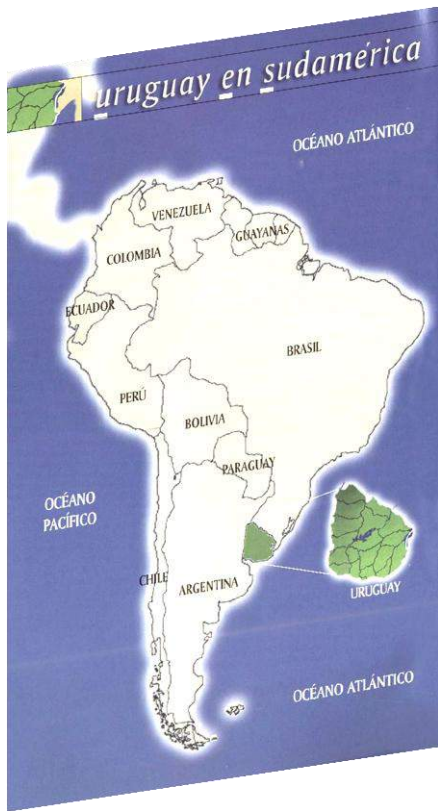 uruguay en sudamérica
OCÉANO ATLÁNTICO
VENEZUELA
GUAYANAS
COLOMBIA
ECUADOR
BRASIL
PERÚ
BOLIVIA
PARAGUAY
OCÉANO
PACÍFICO
CHILE
ARGENTINA
URUGUAY
OCÉANO ATLÁNTICO